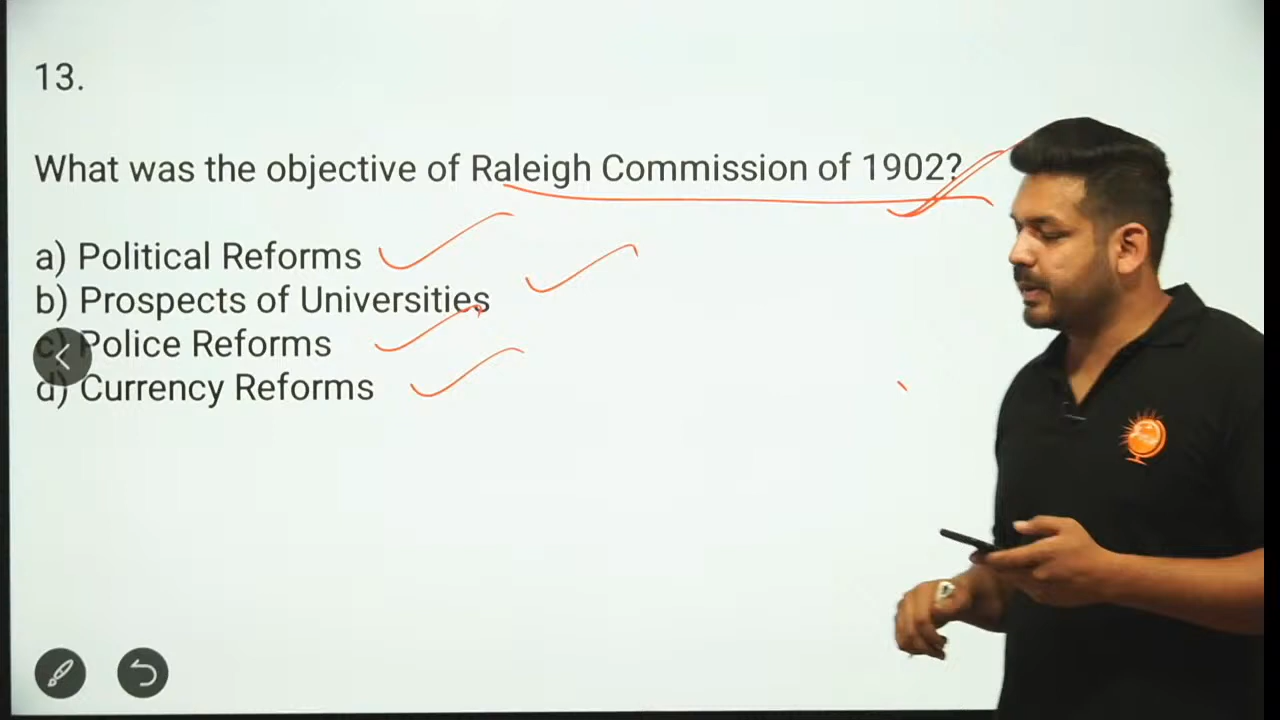 13.
What was the objective of Raleigh Commission of 1902?
a) Political Reforms
b) Prospects of Universities
c) Police Reforms
d) Currency Reforms